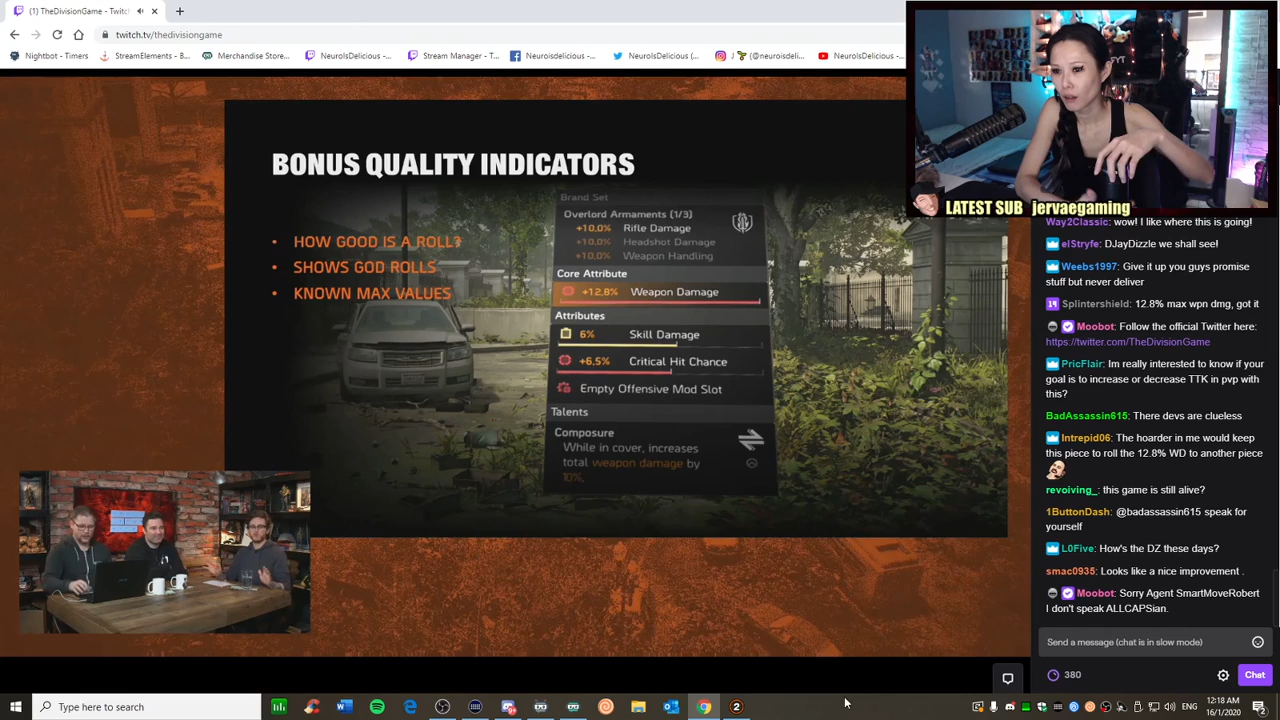 (1) TheDivisionGame - Twitch
twitch.tv/thedivisiongame
Nightbot - Timers
StreamElements - B...
Merchandise Store...
NeuroIsDelicious -...
Stream Manager - T...
Neuroisdelicious -...
NeuroIsDelicious (...
(@neuroisdeli...
NeuroIsDelicious -...
LATEST SUB jervaegaming
BONUS QUALITY INDICATORS
• HOW GOOD IS A ROLL?
• SHOWS GOD ROLLS
• KNOWN MAX VALUES
Brand Set
Overlord Armaments (1/3)
+10,0% Rifle Damage
+10,0% Headshot Damage
+10,0% Weapon Handling
Core Attribute
+12.8% Weapon Damage
Attributes
6% Skill Damage
+6.5% Critical Hit Chance
Empty Offensive Mod Slot
Talents
Composure
While in cover, increases
total weapon damage by
10%.
Way2Classic: wow! I like where this is going!
elStryfe: DJayDizzle we shall see!
Weebs1997: Give it up you guys promise
stuff but never deliver
Splintershield: 12.8% max wpn dmg, got it
Moobot: Follow the official Twitter here:
https://twitter.com/TheDivisionGame
PricFlair: Im really interested to know if your
goal is to increase or decrease TTK in pvp with
this?
BadAssassin615: There devs are clueless
Intrepid06: The hoarder in me would keep
this piece to roll the 12.8% WD to another piece
revoiving_: this game is still alive?
1ButtonDash: @badassassin615 speak for
yourself
L0Five: How's the DZ these days?
smac0935: Looks like a nice improvement .
Moobot: Sorry Agent SmartMoveRobert
I don't speak ALLCAPSian.
Send a message (chat is in slow mode)
380
Chat
Type here to search
ENG
12:18 AM
16/1/2020